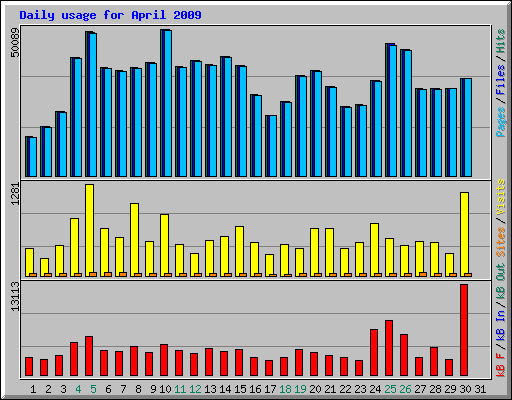 Daily usage for April 2009
50089
Pages / Files / Hits
1281
Sites / Visits
13113
kB F / kB In / kB Out
1 2 3 4 5 6 7 8 9 10 11 12 13 14 15 16 17 18 19 20 21 22 23 24 25 26 27 28 29 30 31